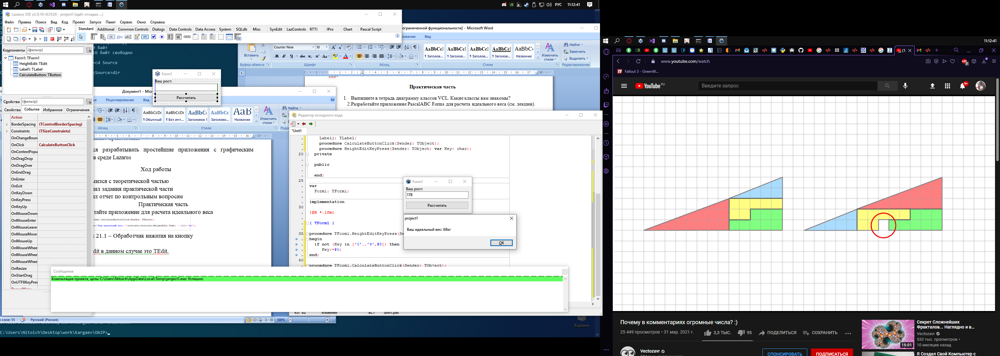 РУС 11:12:41
Lazarus IDE v2.0.10 r63526 - project1 (идёт отладка ...)
Файл Правка Поиск Вид Код Проект Запуск Пакет Сервис Окно Справка
Standard Additional Common Controls Dialogs Data Controls Data Access System SQLdb Misc SynEdit LazControls RTTI IPro Chart Pascal Script
Компоненты (фильтр)
Form1: TForm1
HeightEdit: TEdit
Label1: TLabel
CalculateButton: TButton
Свойства (фильтр)
Свойства События Избранное Ограничения
Action
BorderSpacing (TControlBorderSpacing)
Constraints (TSizeConstraints)
OnChangeBoun
OnClick CalculateButtonClick
OnContextPopu
OnDragDrop
OnDragOver
OnEndDrag
OnEnter
OnExit
OnKeyDown
OnKeyPress
OnKeyUp
OnMouseDown
OnMouseEnter
OnMouseLeave
OnMouseMove
OnMouseUp
OnMouseWhee
OnMouseWhee
OnMouseWhee
OnResize
OnStartDrag
OnUTF8KeyPres
байт
16 байт свободно
>cd Source
\Source>dir
C:\Users\Nitoich\Desktop\work\Kargaev\OAIP>_
Form1
Ваш рост:
Рассчитать
ограниченной функциональности] - Microsoft Word
Вид
Вставить
Courier New 10
Буфер обмена Шрифт Абзац Стили Редактирование
AaBbCcI AaBbCcI AaBbCcI AaBbCcI AaBbC
¶ Заголов... ¶ Заголов... ¶ Заголов... ¶ Заголов... Название
Изменить стили
Найти
Заменить
Выделить
Практическая часть
1. Выпишите в тетрадь диаграмму классов VCL. Какие классы вам знакомы?
2.Разработайте приложение PascalABC Forms для расчета идеального веса (см. лекции).
Документ1 - Mic
Рецензирование Вид
AaBbCcDc AaBbCcDc AaBbC AaBbCc AaB
¶ Обычный ¶ Без инт... Заголовок 1 Заголово... Название
Изменить стили
Найти
Абзац Стили
ся разрабатывать простейшие приложения с графическим
в среде Lazarus
Ход работы
мился с теоретической частью
ил задания практической части
ил отчет по контрольным вопросам
Практическая часть
тайте приложение для расчета идеального веса
rm1.CalculateButtonClick(Sender: TObject);
е('Ваш идеальный вес: '+inttostr(strtoint(HeightEdit.Text) - 110)+'кр');
к 21.1 – Обработчик нажатия на кнопку
dit в данном случае это TEdit.
слов: 55 Русский (Россия) 100%
Редактор исходного кода
*Unit1
Label1: TLabel;
procedure CalculateButtonClick(Sender: TObject);
procedure HeightEditKeyPress(Sender: TObject; var Key: char);
20 private
public
end;
25
var
Form1: TForm1;
implementation
30
{$R *.lfm}
{ TForm1 }
35 procedure TForm1.HeightEditKeyPress(Se
begin
if not (Key in ['0'..'9',#8]) then
Key:=#0;
end;
40
procedure TForm1.CalculateButtonClick(Sender: TObject);
43: 82 Изменён ВСТ unit1.pas
Form1
Ваш рост:
178
Рассчитать
project1
Ваш идеальный вес: 68кг
OK
Сообщения
Компиляция проекта, цель: C:\Users\Nitoich\AppData\Local\Temp\project1.exe: Успешно
Корзина
11:12:41
www.youtube.com/watch
Fallout 3 - GreenW...
YouTube RU
Введите запрос
9+
Почему в комментариях огромные числа? :)
25 449 просмотров • 31 мар. 2021 г.
3,3 ТЫС. 95 ПОДЕЛИТЬСЯ СОХРАНИТЬ
Vectozavr
СПОНСИРОВАТЬ ПОДПИСАТЬСЯ
15:01
Секрет Сложнейших
Фракталов... Наглядно и в...
Vectozavr
533 тыс. просмотров •
10 месяцев назад
Я Создал Свой Компьютер с